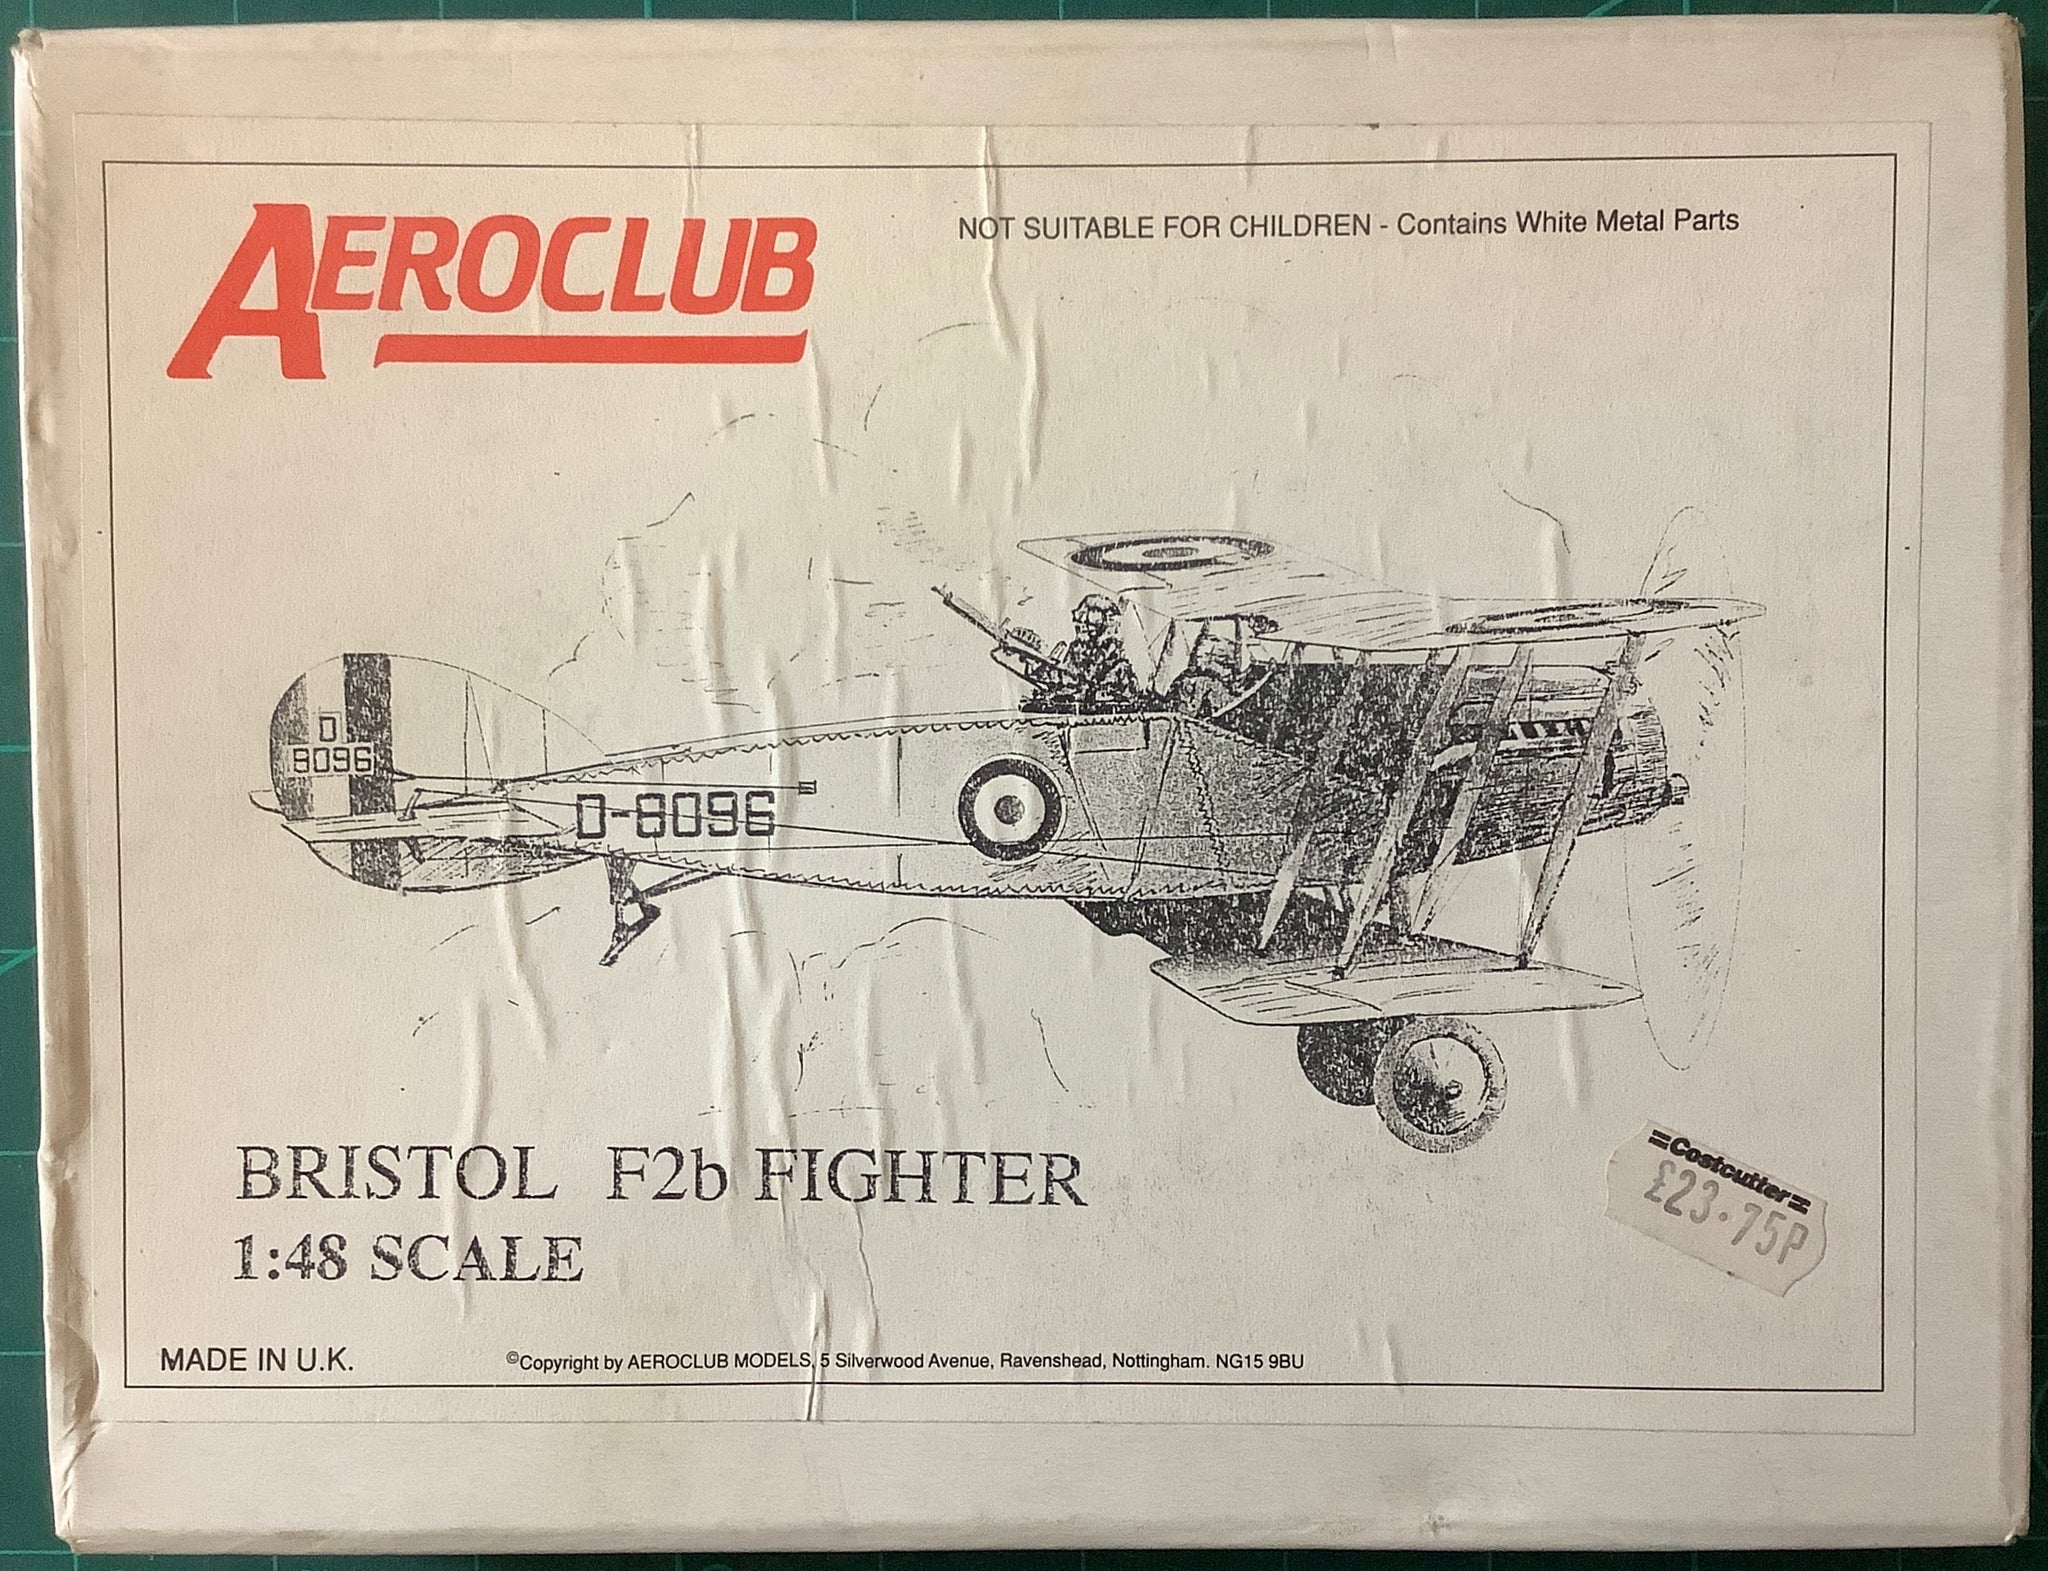 AEROCLUB
NOT SUITABLE FOR CHILDREN - Contains White Metal Parts
D
8096
D-8096
BRISTOL F2b FIGHTER
1:48 SCALE
=Costcutter=
£23.75P
MADE IN U.K.
©Copyright by AEROCLUB MODELS, 5 Silverwood Avenue, Ravenshead, Nottingham. NG15 9BU